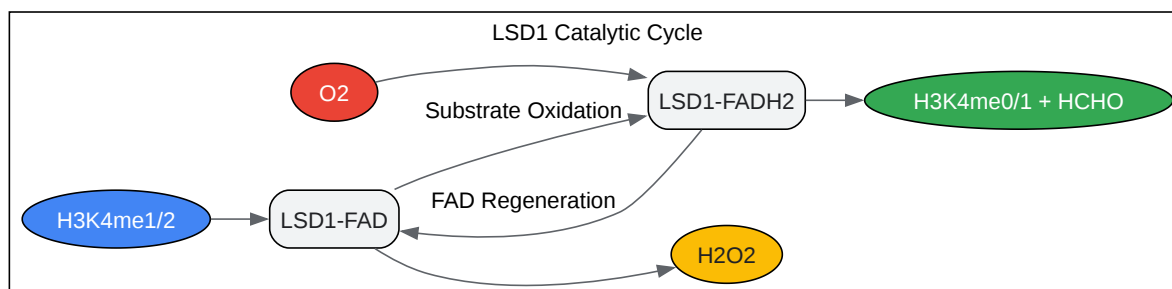 LSD1 Catalytic Cycle
O2
LSD1-FADH2
H3K4me0/1 + HCHO
Substrate Oxidation
FAD Regeneration
H3K4me1/2
LSD1-FAD
H2O2